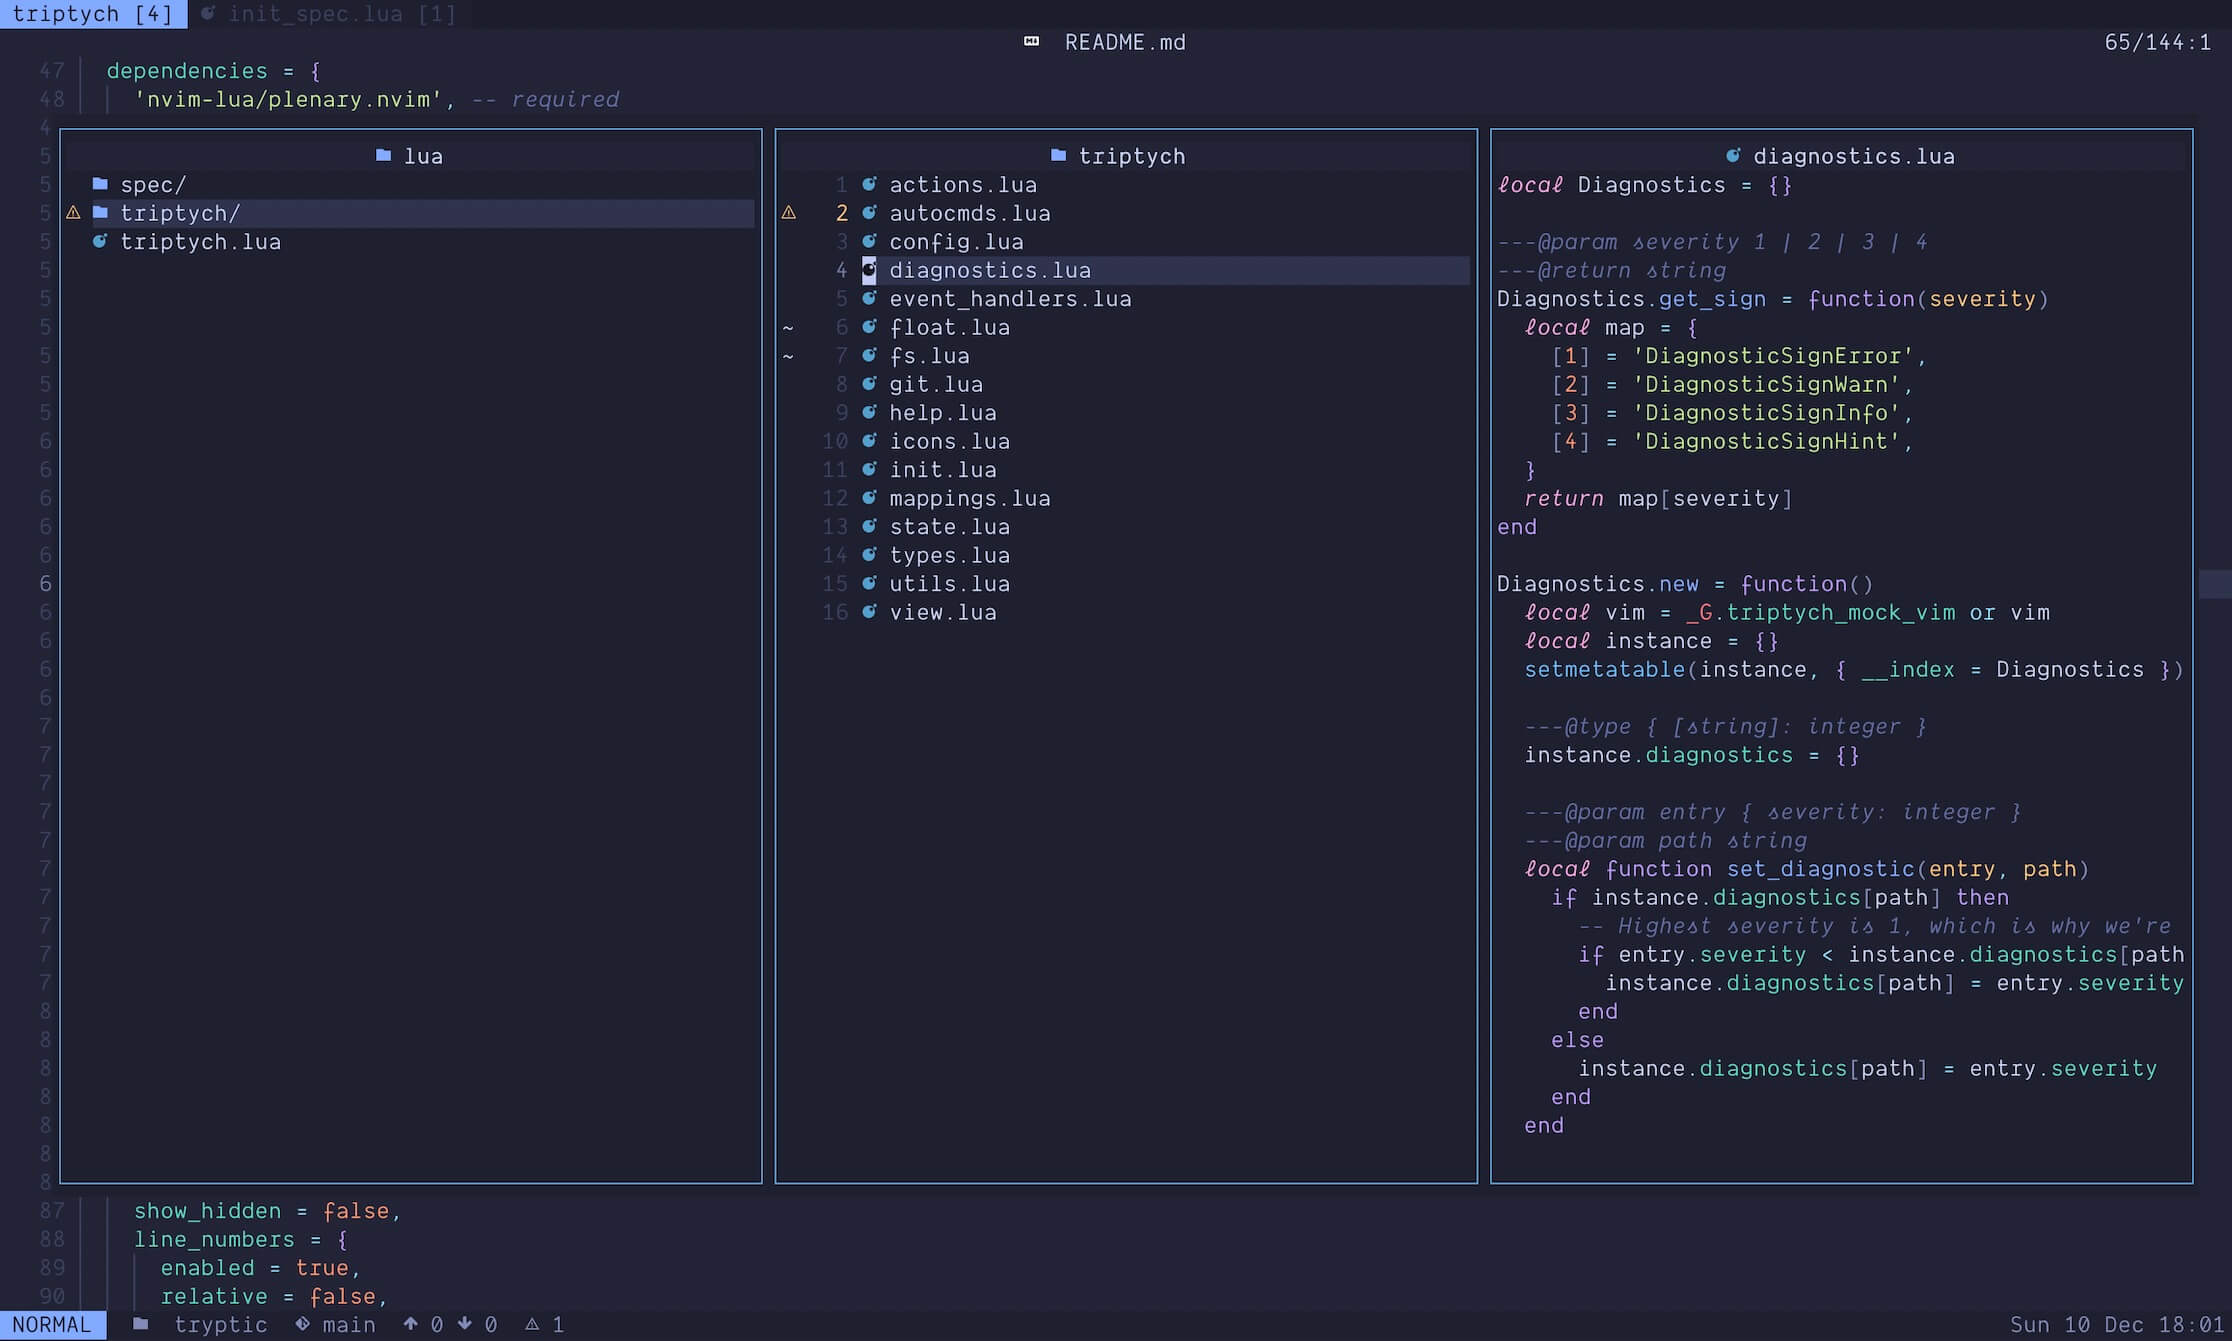 triptych [4] init_spec.lua [1]
README.md 65/144:1
47 dependencies = {
48 'nvim-lua/plenary.nvim', -- required
lua
spec/
triptych/
triptych.lua
triptych
1 actions.lua
2 autocmds.lua
3 config.lua
4 diagnostics.lua
5 event_handlers.lua
~ 6 float.lua
~ 7 fs.lua
8 git.lua
9 help.lua
10 icons.lua
11 init.lua
12 mappings.lua
13 state.lua
14 types.lua
15 utils.lua
16 view.lua
diagnostics.lua
local Diagnostics = {}
---@param severity 1 | 2 | 3 | 4
---@return string
Diagnostics.get_sign = function(severity)
local map = {
[1] = 'DiagnosticSignError',
[2] = 'DiagnosticSignWarn',
[3] = 'DiagnosticSignInfo',
[4] = 'DiagnosticSignHint',
}
return map[severity]
end
Diagnostics.new = function()
local vim = _G.triptych_mock_vim or vim
local instance = {}
setmetatable(instance, { __index = Diagnostics })
---@type { [string]: integer }
instance.diagnostics = {}
---@param entry { severity: integer }
---@param path string
local function set_diagnostic(entry, path)
if instance.diagnostics[path] then
-- Highest severity is 1, which is why we're
if entry.severity < instance.diagnostics[path
instance.diagnostics[path] = entry.severity
end
else
instance.diagnostics[path] = entry.severity
end
end
87 show_hidden = false,
88 line_numbers = {
89 enabled = true,
90 relative = false,
NORMAL tryptic main ↑ 0 ↓ 0 ⚠ 1 Sun 10 Dec 18:01